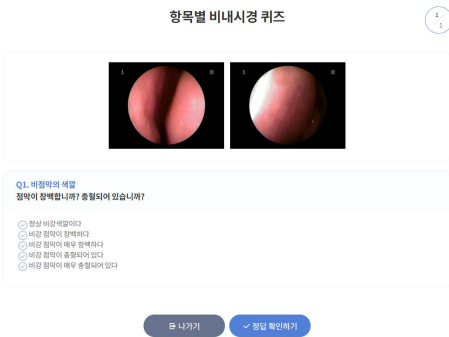 항목별 비내시경 퀴즈
1
1
1
1
Q1. 비점막의 색깔
점막이 창백합니까? 충혈되어 있습니까?
정상 비강색깔이다
비강 점막이 창백하다
비강 점막이 매우 창백하다
비강 점막이 충혈되어 있다
비강 점막이 매우 충혈되어 있다
나가기
정답 확인하기